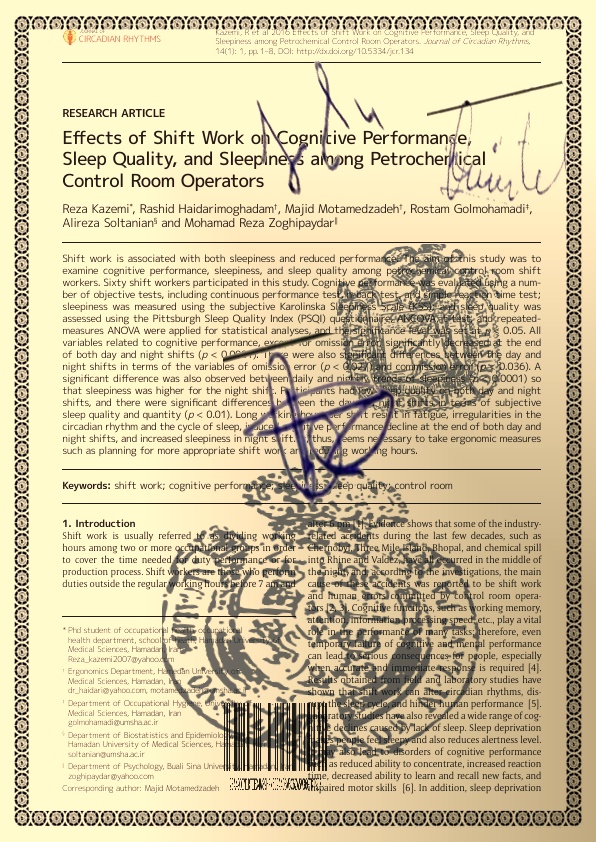 JOURNAL OF
CIRCADIAN RHYTHMS
Kazemi, R et al 2016 Effects of Shift Work on Cognitive Performance, Sleep Quality, and
Sleepiness among Petrochemical Control Room Operators. Journal of Circadian Rhythms,
14(1): 1, pp. 1–8, DOI: http://dx.doi.org/10.5334/jcr.134
RESEARCH ARTICLE
Effects of Shift Work on Cognitive Performance,
Sleep Quality, and Sleepiness among Petrochemical
Control Room Operators
Reza Kazemi*, Rashid Haidarimoghadam†, Majid Motamedzadeh†, Rostam Golmohamadi‡,
Alireza Soltanian§ and Mohamad Reza Zoghipaydar‖
Shift work is associated with both sleepiness and reduced performance. The aim of this study was to
examine cognitive performance, sleepiness, and sleep quality among petrochemical control room shift
workers. Sixty shift workers participated in this study. Cognitive performance was evaluated using a num-
ber of objective tests, including continuous performance test, n-back test, and simple reaction time test;
sleepiness was measured using the subjective Karolinska Sleepiness Scale (KSS); and sleep quality was
assessed using the Pittsburgh Sleep Quality Index (PSQI) questionnaire. ANCOVA, t-test, and repeated-
measures ANOVA were applied for statistical analyses, and the significance level was set at p < 0.05. All
variables related to cognitive performance, except for omission error, significantly decreased at the end
of both day and night shifts (p < 0.0001). There were also significant differences between the day and
night shifts in terms of the variables of omission error (p < 0.027) and commission error (p < 0.036). A
significant difference was also observed between daily and nightly trends of sleepiness (p < 0.0001) so
that sleepiness was higher for the night shift. Participants had low sleep quality on both day and night
shifts, and there were significant differences between the day and night shifts in terms of subjective
sleep quality and quantity (p < 0.01). Long working hours per shift result in fatigue, irregularities in the
circadian rhythm and the cycle of sleep, induced cognitive performance decline at the end of both day and
night shifts, and increased sleepiness in night shift. It, thus, seems necessary to take ergonomic measures
such as planning for more appropriate shift work and reducing working hours.
Keywords: shift work; cognitive performance; sleepiness; sleep quality; control room
1. Introduction
Shift work is usually referred to as dividing working
hours among two or more occupational groups in order
to cover the time needed for duty performance or for
production process. Shift workers are those who perform
duties outside the regular working hours before 7 am and
* Phd student of occupational health, occupational
health department, school of health, Hamadan University of
Medical Sciences, Hamadan, Iran
Reza_kazemi2007@yahoo.com
† Ergonomics Department, Hamedan University of
Medical Sciences, Hamadan, Iran
dr_haidari@yahoo.com, motamedzade@umsha.ac.ir
‡ Department of Occupational Hygiene, University of
Medical Sciences, Hamadan, Iran
golmohamadi@umsha.ac.ir
§ Department of Biostatistics and Epidemiology,
Hamadan University of Medical Sciences, Hamadan
soltanian@umsha.ac.ir
‖ Department of Psychology, Buali Sina University, Hamadan, Iran
zoghipaydar@yahoo.com
Corresponding author: Majid Motamedzadeh
after 6 pm [1]. Evidence shows that some of the industry-
related accidents during the last few decades, such as
Chernobyl, Three Mile Island, Bhopal, and chemical spill
into Rhine and Valdez, have all occurred in the middle of
the night, and according to the investigations, the main
cause of these accidents was reported to be shift work
and human errors committed by control room opera-
tors [2, 3]. Cognitive functions, such as working memory,
attention, information processing speed, etc., play a vital
role in the performance of many tasks; therefore, even
temporary failure of cognitive and mental performance
can lead to serious consequences for people, especially
when accurate and immediate response is required [4].
Results obtained from field and laboratory studies have
shown that shift work can alter circadian rhythms, dis-
rupt the sleep cycle, and hinder human performance [5].
Laboratory studies have also revealed a wide range of cog-
nitive declines caused by lack of sleep. Sleep deprivation
makes people feel sleepy and also reduces alertness level.
It may also lead to disorders of cognitive performance
such as reduced ability to concentrate, increased reaction
time, decreased ability to learn and recall new facts, and
impaired motor skills [6]. In addition, sleep deprivation